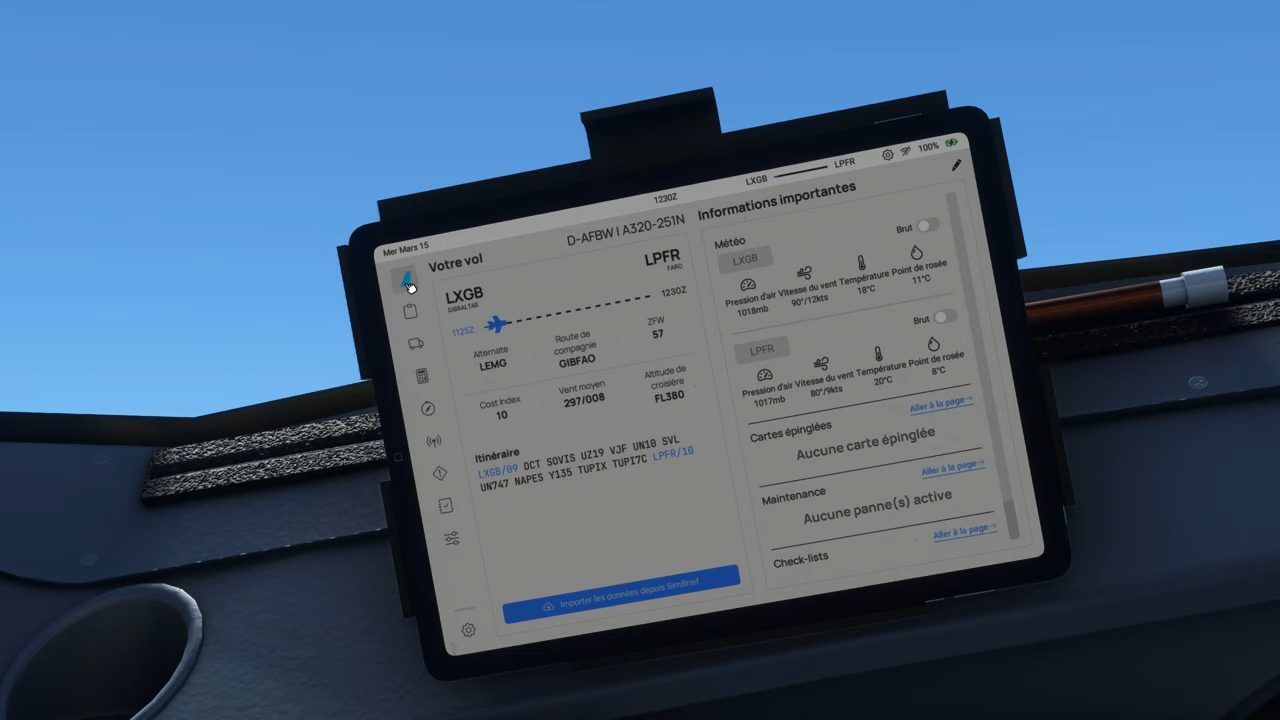 Mer Mars 15
1230Z
LXGB
LPFR
100%
Votre vol
D-AFBW | A320-251N
LXGB
GIBRALTAR
LPFR
FARO
1125Z
1230Z
Alternate
LEMG
Route de
compagnie
GIBFAO
ZFW
57
Cost Index
10
Vent moyen
297/008
Altitude de
croisière
FL380
Itinéraire
LXGB/09 DCT SOVIS UZ19 VJF UN10 SVL
UN747 NAPES Y135 TUPIX TUPI7C LPFR/10
Importer les données depuis SimBrief
Informations importantes
Météo
Brut
LXGB
Pression d'air
1018mb
Vitesse du vent
90°/12kts
Température
18°C
Point de rosée
11°C
LPFR
Brut
Pression d'air
1017mb
Vitesse du vent
80°/9kts
Température
20°C
Point de rosée
8°C
Cartes épinglées
Aller à la page→
Aucune carte épinglée
Maintenance
Aller à la page→
Aucune panne(s) active
Check-lists
Aller à la page→